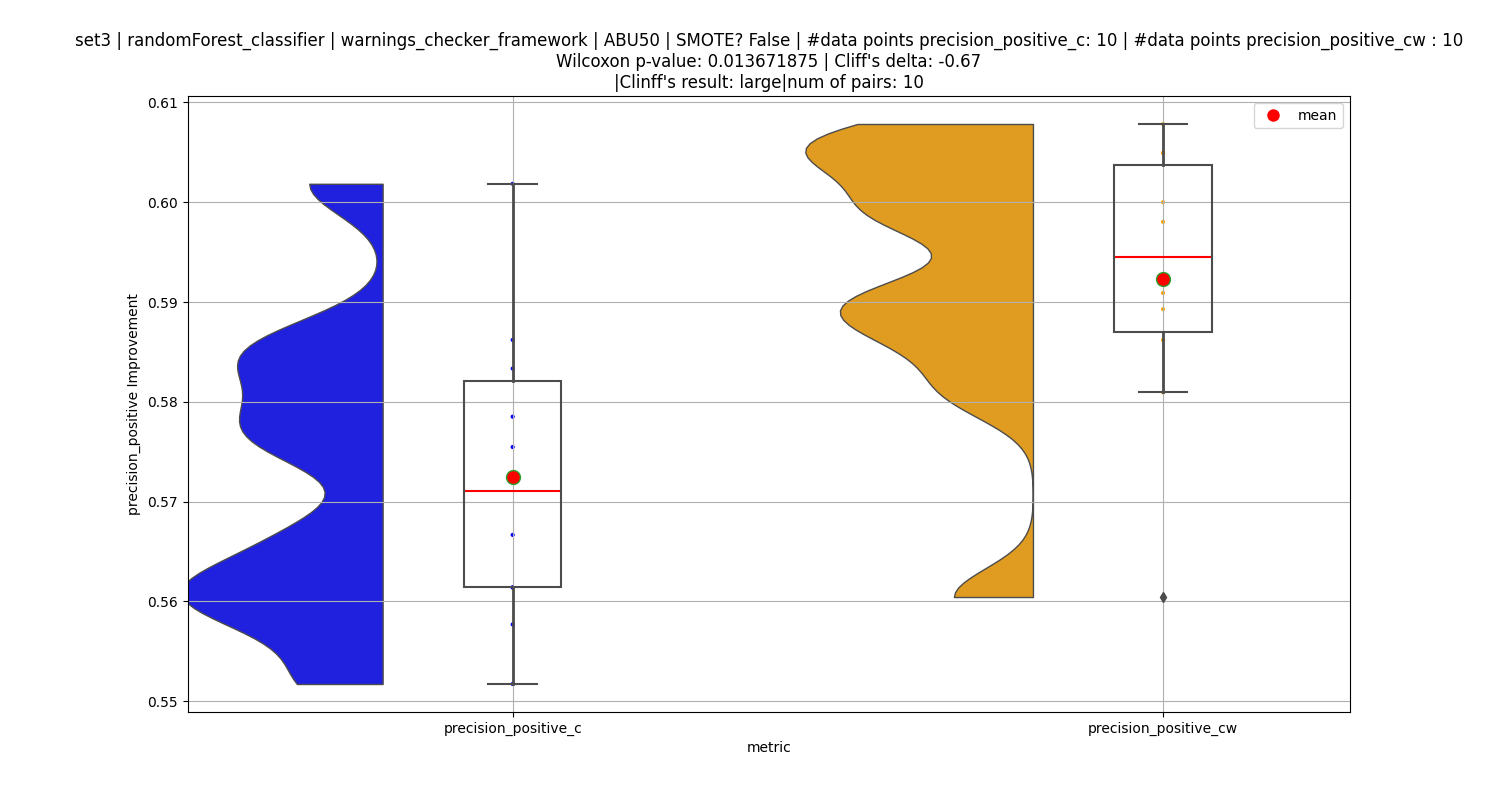 set3 | randomForest_classifier | warnings_checker_framework | ABU50 | SMOTE? False | #data points precision_positive_c: 10 | #data points precision_positive_cw : 10
Wilcoxon p-value: 0.013671875 | Cliff's delta: -0.67
|Clinff's result: large|num of pairs: 10
mean
0.61
0.60
0.59
0.58
0.57
0.56
0.55
precision_positive Improvement
precision_positive_c
precision_positive_cw
metric